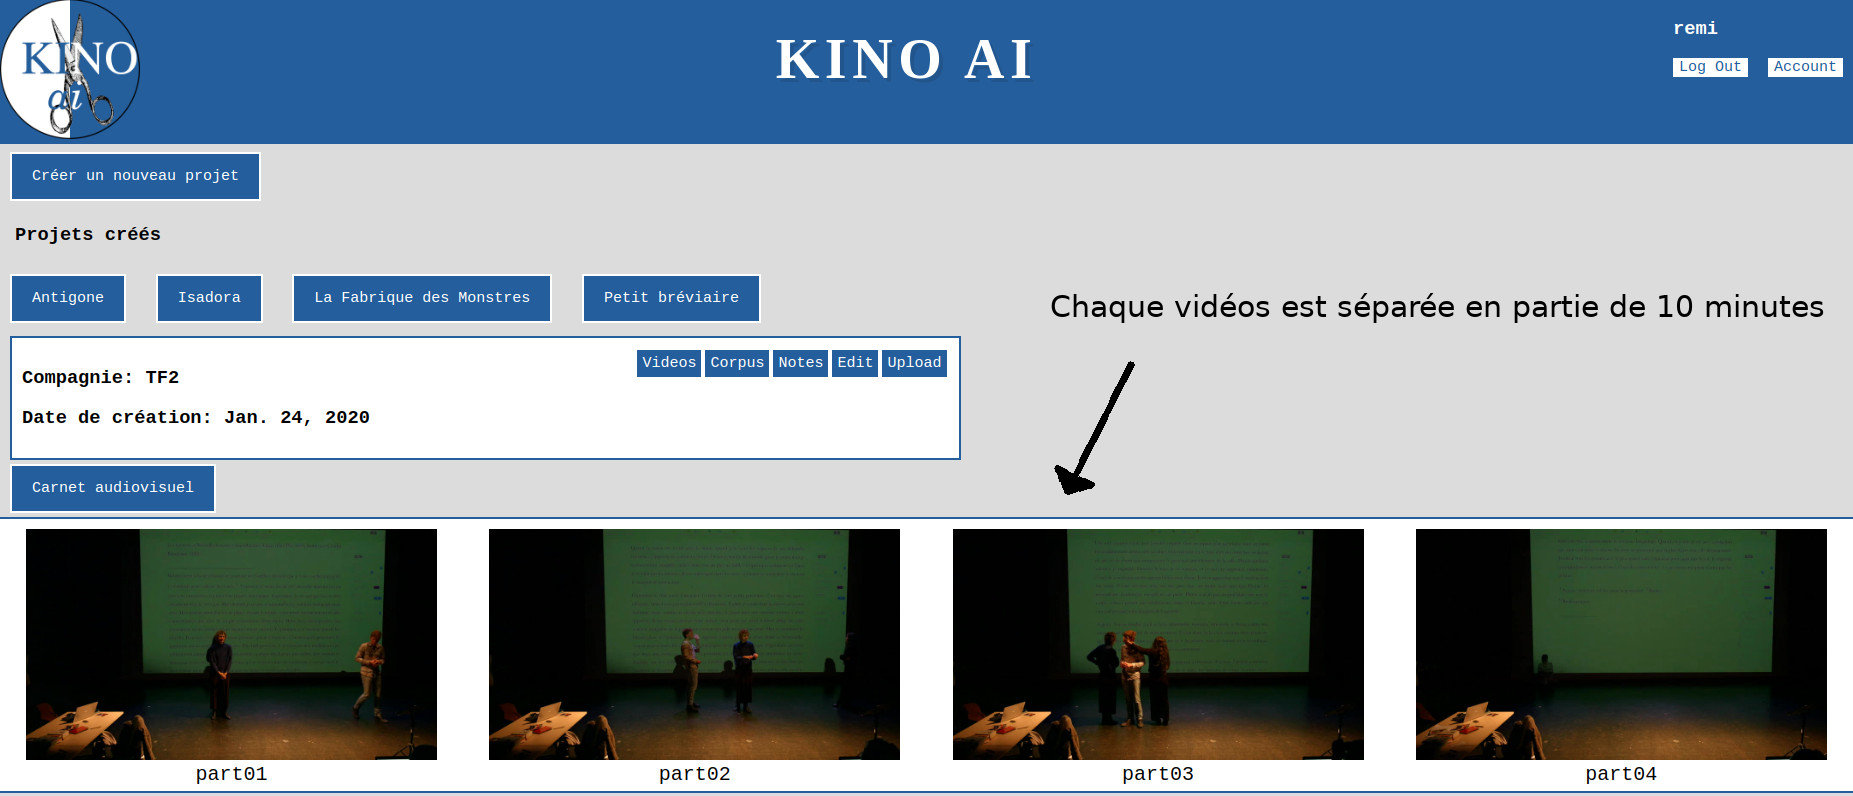 KINO
ai
KINO AI
remi
Log Out Account
Créer un nouveau projet
Projets créés
Antigone Isadora La Fabrique des Monstres Petit bréviaire
Chaque vidéos est séparée en partie de 10 minutes
Videos Corpus Notes Edit Upload
Compagnie: TF2
Date de création: Jan. 24, 2020
Carnet audiovisuel
part01 part02 part03 part04